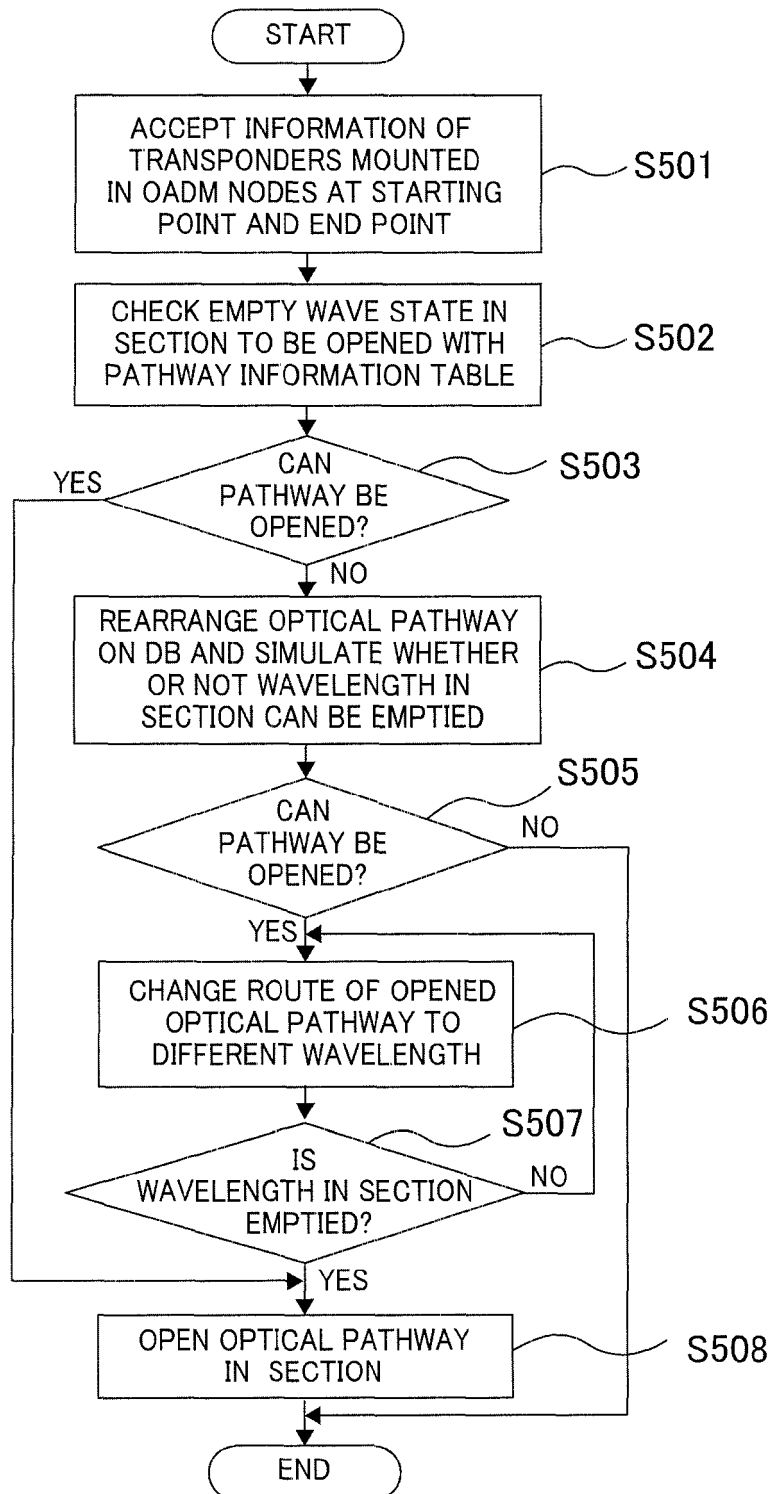 START
ACCEPT INFORMATION OF
TRANSPONDERS MOUNTED
IN OADM NODES AT STARTING
POINT AND END POINT
S501
CHECK EMPTY WAVE STATE IN
SECTION TO BE OPENED WITH
PATHWAY INFORMATION TABLE
S502
CAN
PATHWAY BE
OPENED?
S503
YES
NO
REARRANGE OPTICAL PATHWAY
ON DB AND SIMULATE WHETHER
OR NOT WAVELENGTH IN
SECTION CAN BE EMPTIED
S504
CAN
PATHWAY BE
OPENED?
S505
NO
YES
CHANGE ROUTE OF OPENED
OPTICAL PATHWAY TO
DIFFERENT WAVELENGTH
S506
IS
WAVELENGTH IN SECTION
EMPTIED?
S507
NO
YES
OPEN OPTICAL PATHWAY
IN SECTION
S508
END